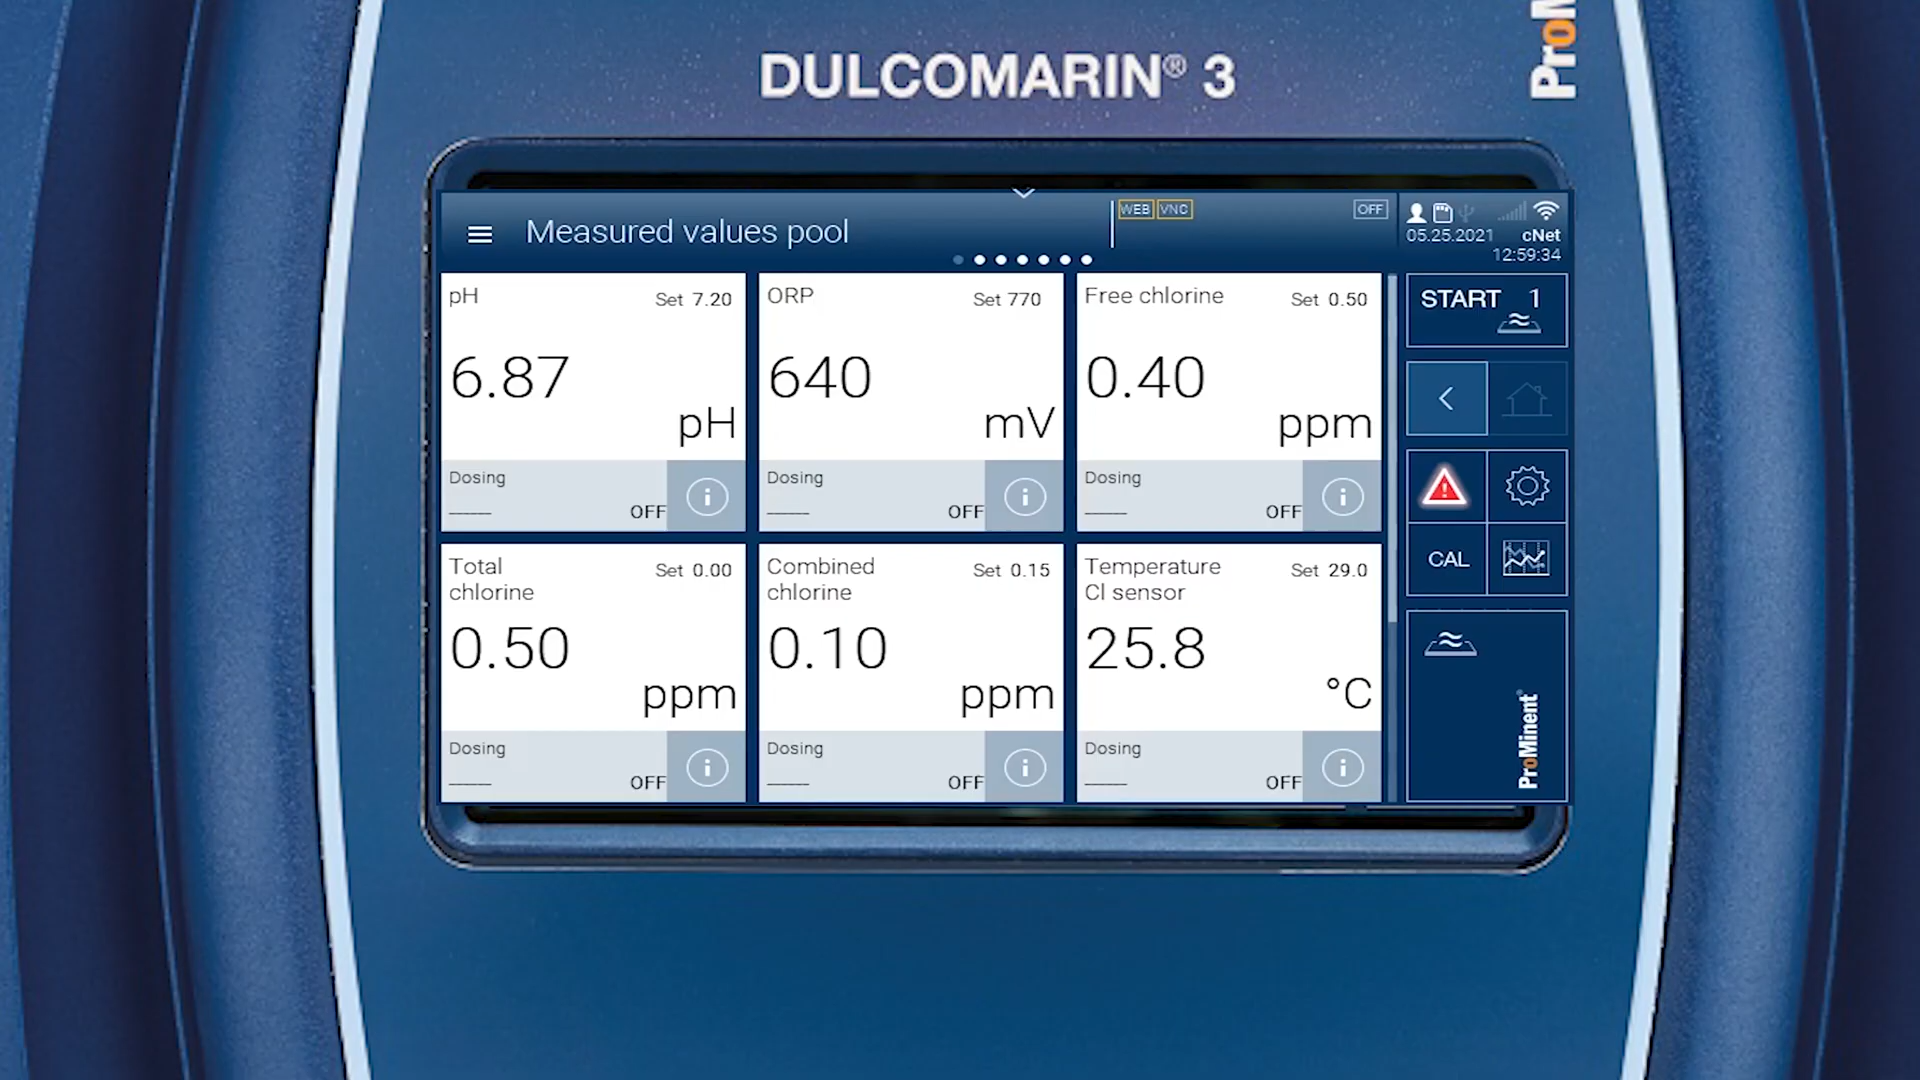 DULCOMARIN® 3
ProM
Measured values pool
WEB VNC
OFF
05.25.2021 cNet
12:59:34
pH Set 7.20
6.87
pH
Dosing
OFF
ORP Set 770
640
mV
Dosing
OFF
Free chlorine Set 0.50
0.40
ppm
Dosing
OFF
Total
chlorine
Set 0.00
0.50
ppm
Dosing
OFF
Combined
chlorine
Set 0.15
0.10
ppm
Dosing
OFF
Temperature
Cl sensor
Set 29.0
25.8
°C
Dosing
OFF
START 1
CAL
ProMinent®